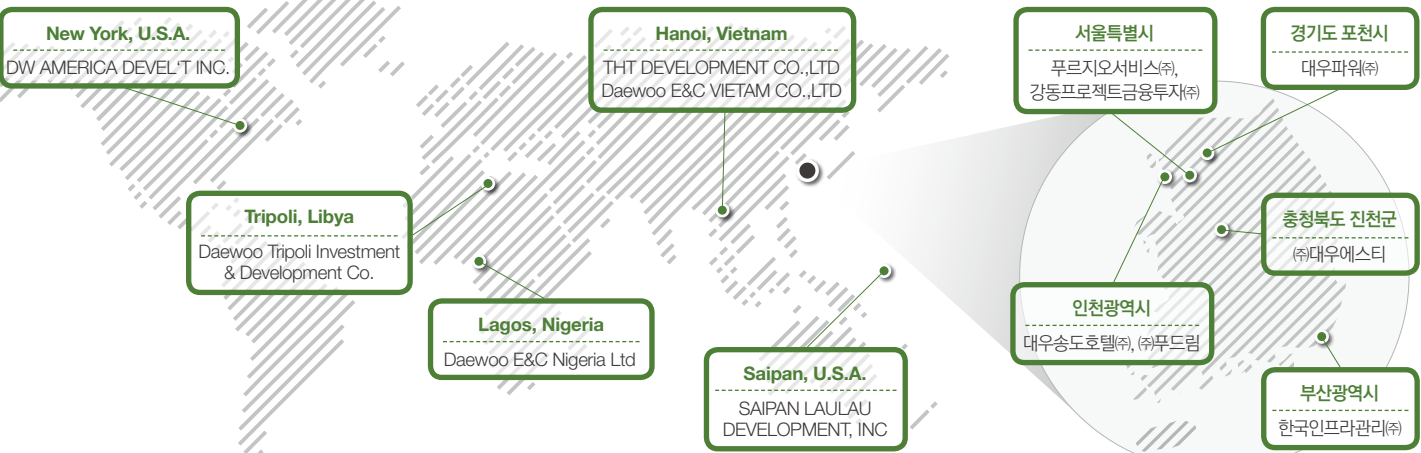 New York, U.S.A.
DW AMERICA DEVEL'T INC.
Hanoi, Vietnam
THT DEVELOPMENT CO.,LTD
Daewoo E&C VIETAM CO.,LTD
서울특별시
푸르지오서비스㈜,
강동프로젝트금융투자㈜
경기도 포천시
대우파워㈜
Tripoli, Libya
Daewoo Tripoli Investment
& Development Co.
충청북도 진천군
㈜대우에스티
Lagos, Nigeria
Daewoo E&C Nigeria Ltd
인천광역시
대우송도호텔㈜, ㈜푸드림
Saipan, U.S.A.
SAIPAN LAULAU
DEVELOPMENT, INC
부산광역시
한국인프라관리㈜